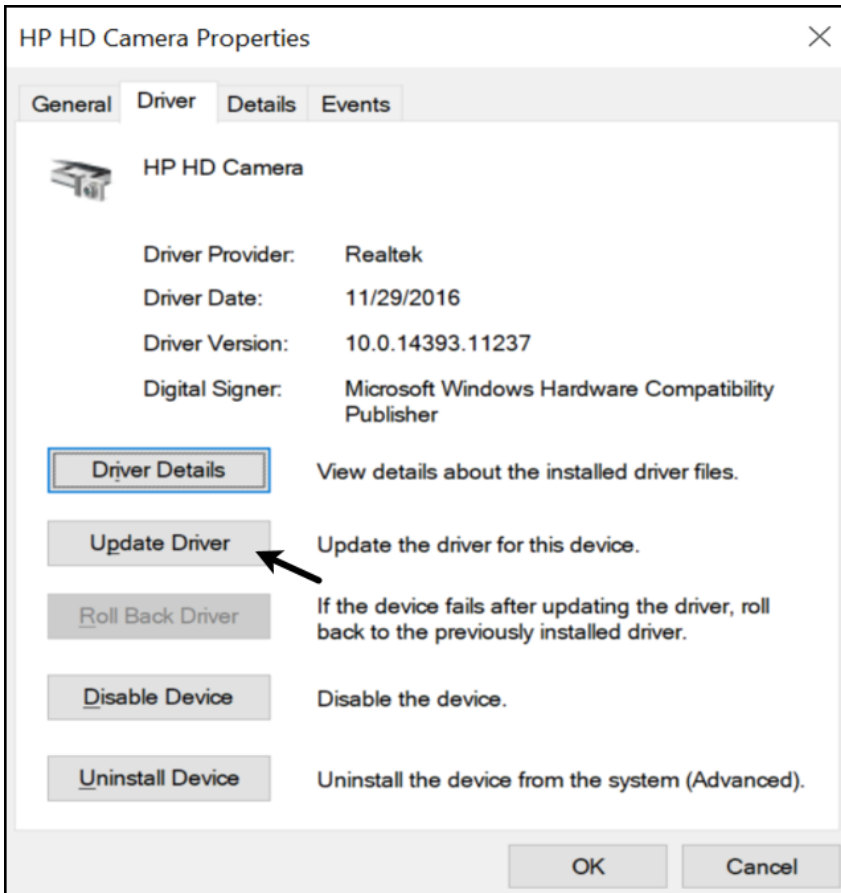 HP HD Camera Properties
General Driver Details Events
HP HD Camera
Driver Provider: Realtek
Driver Date: 11/29/2016
Driver Version: 10.0.14393.11237
Digital Signer: Microsoft Windows Hardware Compatibility
Publisher
Driver Details View details about the installed driver files.
Update Driver Update the driver for this device.
Roll Back Driver If the device fails after updating the driver, roll
back to the previously installed driver.
Disable Device Disable the device.
Uninstall Device Uninstall the device from the system (Advanced).
OK Cancel